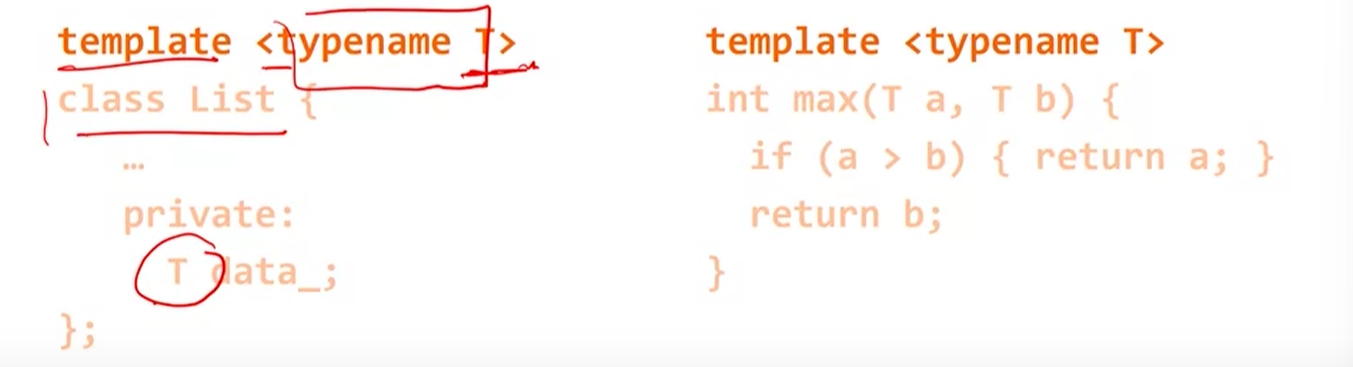 template <typename T>
class List {
…
private:
T data_;
};
template <typename T>
int max(T a, T b) {
if (a > b) { return a; }
return b;
}